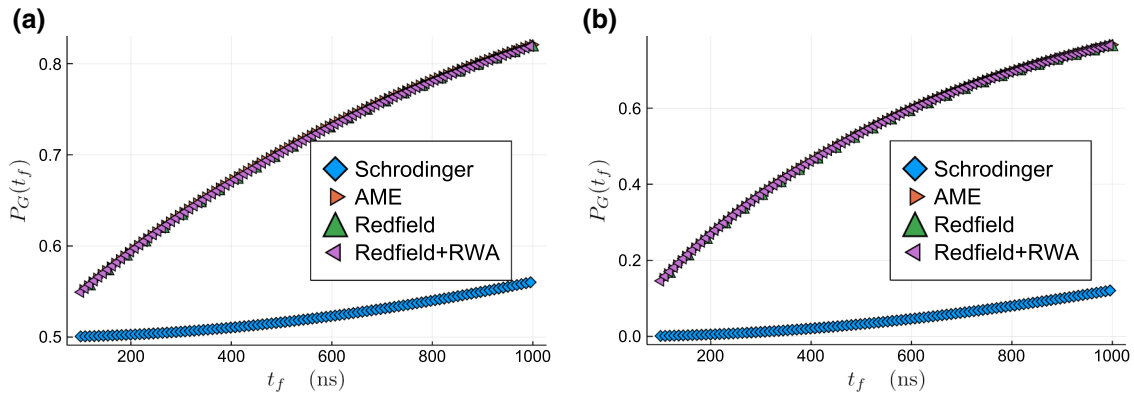 (a)
P_G(t_f)
0.8
0.7
0.6
0.5
Schrodinger
AME
Redfield
Redfield+RWA
200 400 600 800 1000
t_f (ns)
(b)
P_G(t_f)
0.6
0.4
0.2
0.0
Schrodinger
AME
Redfield
Redfield+RWA
200 400 600 800 1000
t_f (ns)